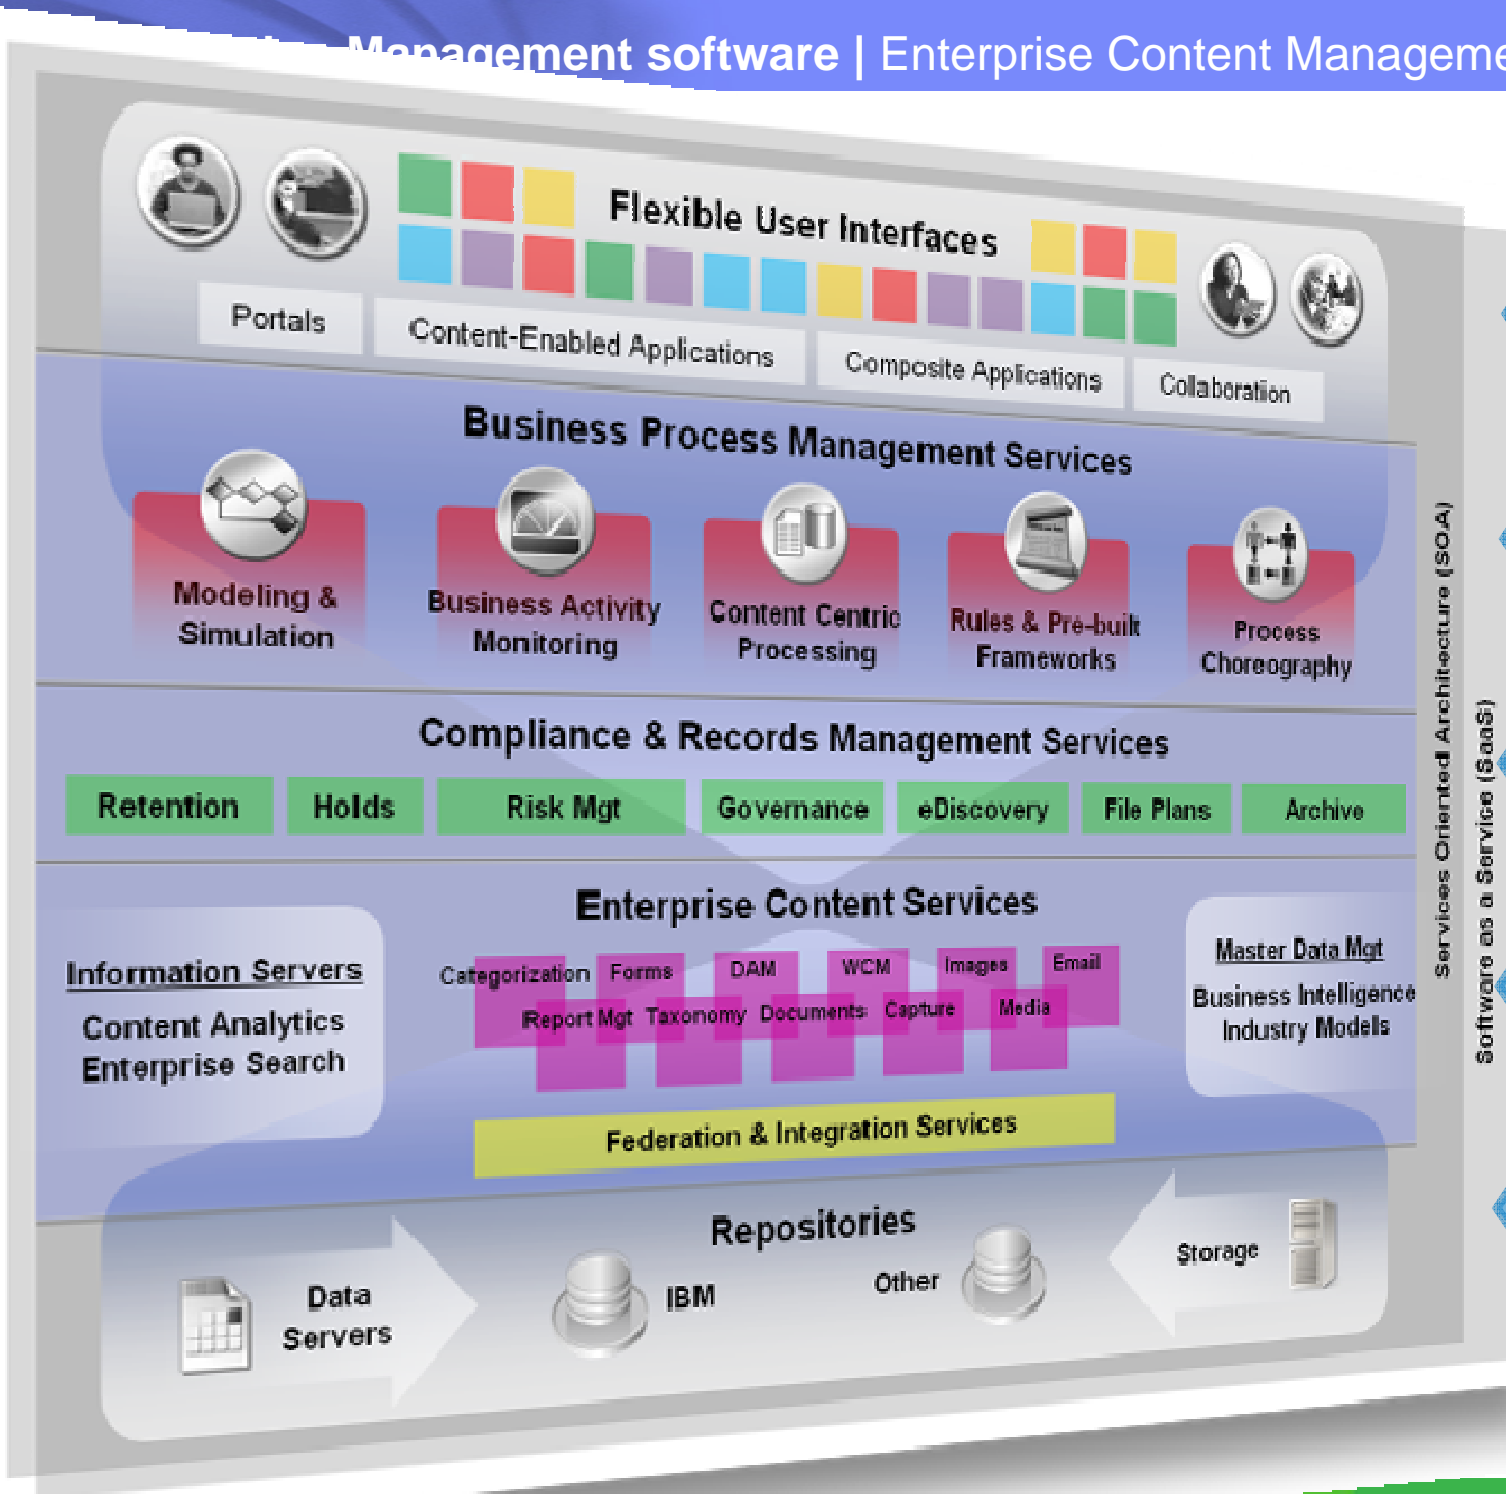 Management software | Enterprise Content Manageme
Flexible User Interfaces
Portals
Content-Enabled Applications
Composite Applications
Collaboration
Business Process Management Services
Modeling &
Simulation
Business Activity
Monitoring
Content Centric
Processing
Rules & Pre-built
Frameworks
Process
Choreography
Compliance & Records Management Services
Retention
Holds
Risk Mgt
Governance
eDiscovery
File Plans
Archive
Enterprise Content Services
Information Servers
Content Analytics
Enterprise Search
Categorization
Forms
DAM
WCM
Images
Email
Report Mgt
Taxonomy
Documents
Capture
Media
Master Data Mgt
Business Intelligence
Industry Models
Federation & Integration Services
Repositories
Data
Servers
IBM
Other
Storage
Services Oriented Architecture (SOA)
Software as a Service (SaaS)